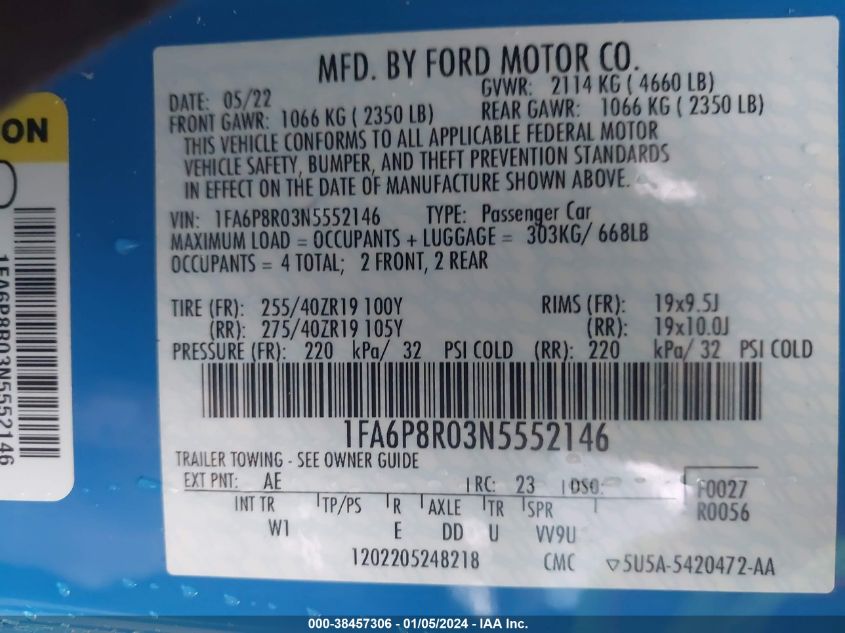 MFD. BY FORD MOTOR CO.
DATE: 05/22 GVWR: 2114 KG ( 4660 LB)
FRONT GAWR: 1066 KG ( 2350 LB) REAR GAWR: 1066 KG ( 2350 LB)
THIS VEHICLE CONFORMS TO ALL APPLICABLE FEDERAL MOTOR
VEHICLE SAFETY, BUMPER, AND THEFT PREVENTION STANDARDS
IN EFFECT ON THE DATE OF MANUFACTURE SHOWN ABOVE.
VIN: 1FA6P8R03N5552146 TYPE: Passenger Car
MAXIMUM LOAD = OCCUPANTS + LUGGAGE = 303KG/ 668LB
OCCUPANTS = 4 TOTAL; 2 FRONT, 2 REAR
TIRE (FR): 255/40ZR19 100Y RIMS (FR): 19x9.5J
(RR): 275/40ZR19 105Y (RR): 19x10.0J
PRESSURE (FR): 220 kPa/ 32 PSI COLD (RR): 220 kPa/ 32 PSI COLD
1FA6P8R03N5552146
TRAILER TOWING - SEE OWNER GUIDE
EXT PNT: AE RC: 23 DSO: F0027
INT TR TP/PS R AXLE TR SPR R0056
W1 E DD U VV9U
1202205248218 CMC ▽5U5A-5420472-AA
ON
1FA6P8R03N5552146
000-38457306 - 01/05/2024 - IAA Inc.